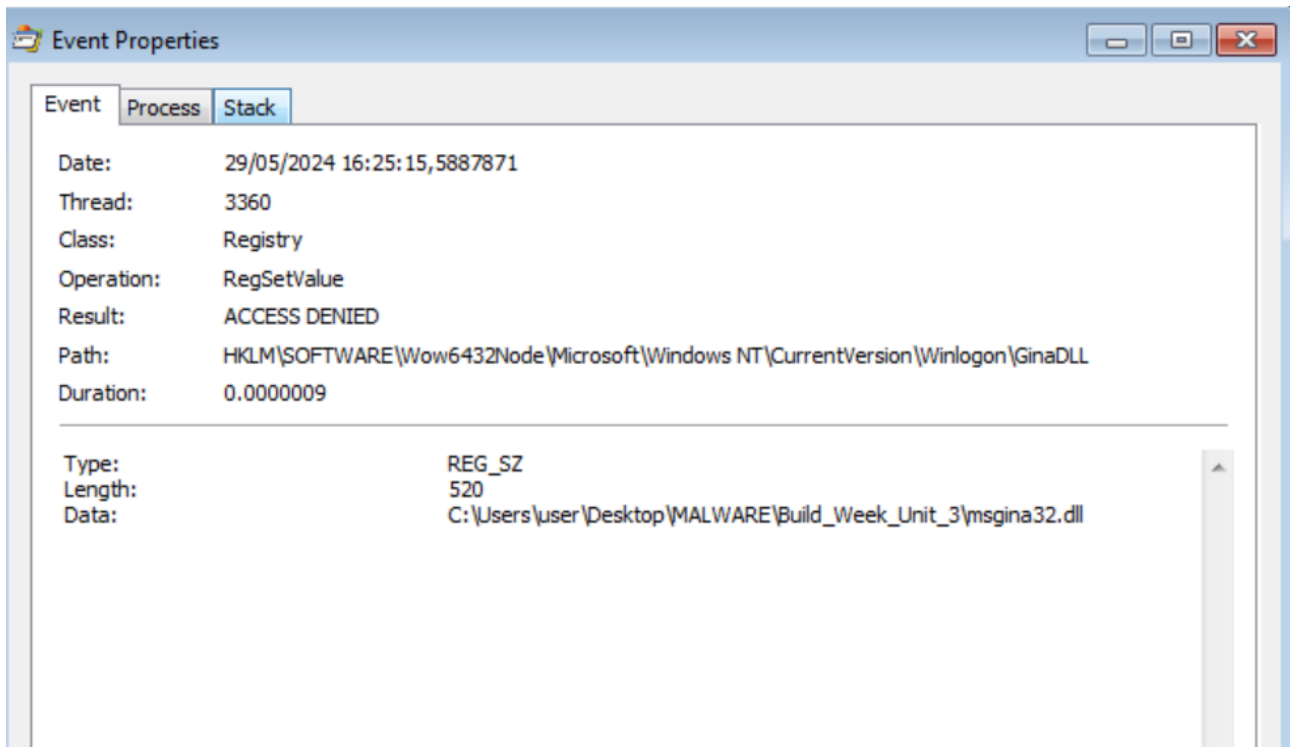 Event Properties
Event Process Stack
Date: 29/05/2024 16:25:15,5887871
Thread: 3360
Class: Registry
Operation: RegSetValue
Result: ACCESS DENIED
Path: HKLM\SOFTWARE\Wow6432Node\Microsoft\Windows NT\CurrentVersion\Winlogon\GinaDLL
Duration: 0.0000009
Type: REG_SZ
Length: 520
Data: C:\Users\user\Desktop\MALWARE\Build_Week_Unit_3\msgina32.dll